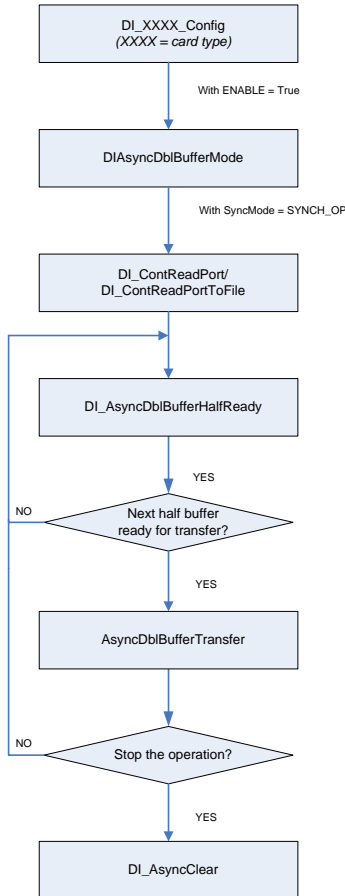 DI_XXXX_Config
(XXXX = card type)
With ENABLE = True
DIAsyncDblBufferMode
With SyncMode = SYNCH_OP
DI_ContReadPort/
DI_ContReadPortToFile
DI_AsyncDblBufferHalfReady
YES
NO
Next half buffer
ready for transfer?
YES
AsyncDblBufferTransfer
NO
Stop the operation?
YES
DI_AsyncClear